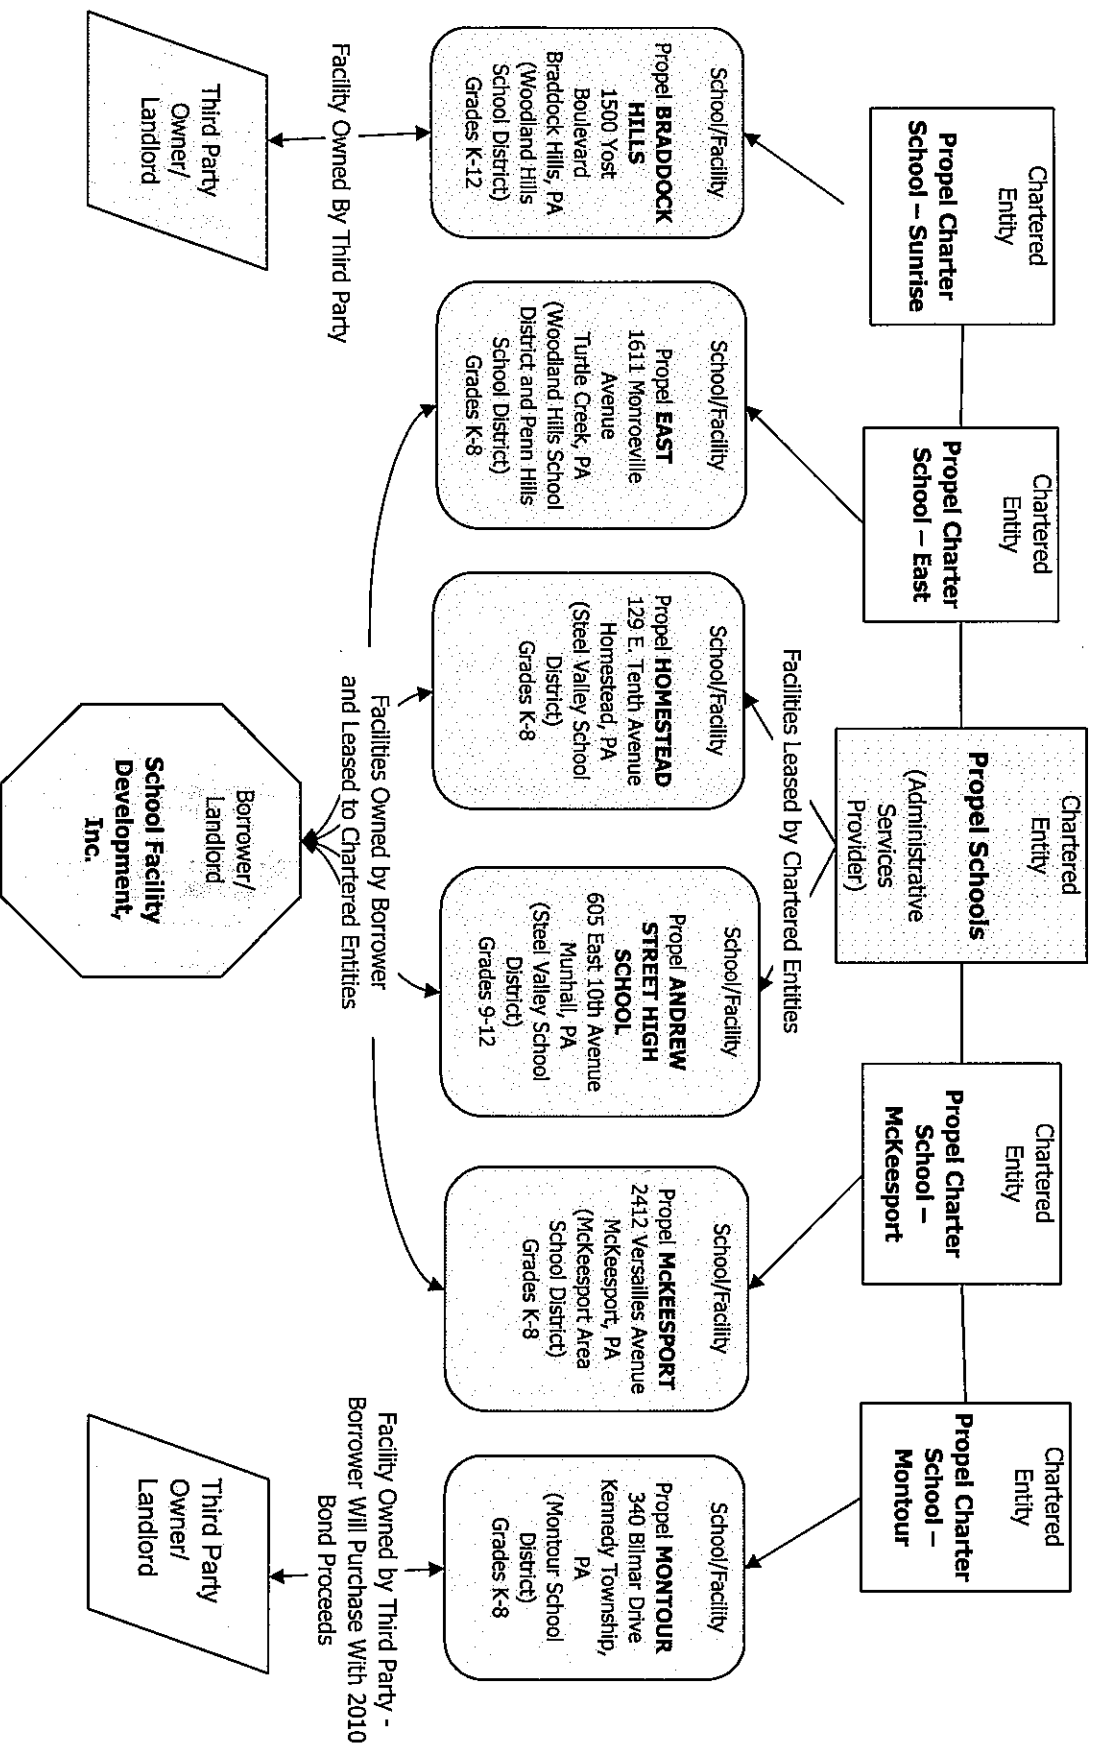 Chartered
Entity
Propel Charter
School – Sunrise
Chartered
Entity
Propel Charter
School – East
Chartered
Entity
Propel Schools
(Administrative
Services
Provider)
Chartered
Entity
Propel Charter
School –
McKeesport
Chartered
Entity
Propel Charter
School –
Montour
Facilities Leased by Chartered Entities
School/Facility
Propel BRADDOCK
HILLS
1500 Yost
Boulevard
Braddock Hills, PA
(Woodland Hills
School District)
Grades K-12
School/Facility
Propel EAST
1611 Monroeville
Avenue
Turtle Creek, PA
(Woodland Hills School
District and Penn Hills
School District)
Grades K-8
School/Facility
Propel HOMESTEAD
129 E. Tenth Avenue
Homestead, PA
(Steel Valley School
District)
Grades K-8
School/Facility
Propel ANDREW
STREET HIGH
SCHOOL
605 East 10th Avenue
Munhall, PA
(Steel Valley School
District)
Grades 9-12
School/Facility
Propel McKEESPORT
2412 Versailles Avenue
McKeesport, PA
(McKeesport Area
School District)
Grades K-8
School/Facility
Propel MONTOUR
340 Bilmar Drive
Kennedy Township,
PA
(Montour School
District)
Grades K-8
Facility Owned By Third Party
Facilities Owned by Borrower
and Leased to Chartered Entities
Facility Owned by Third Party -
Borrower Will Purchase With 2010
Bond Proceeds
Third Party
Owner/
Landlord
Borrower/
Landlord
School Facility
Development,
Inc.
Third Party
Owner/
Landlord